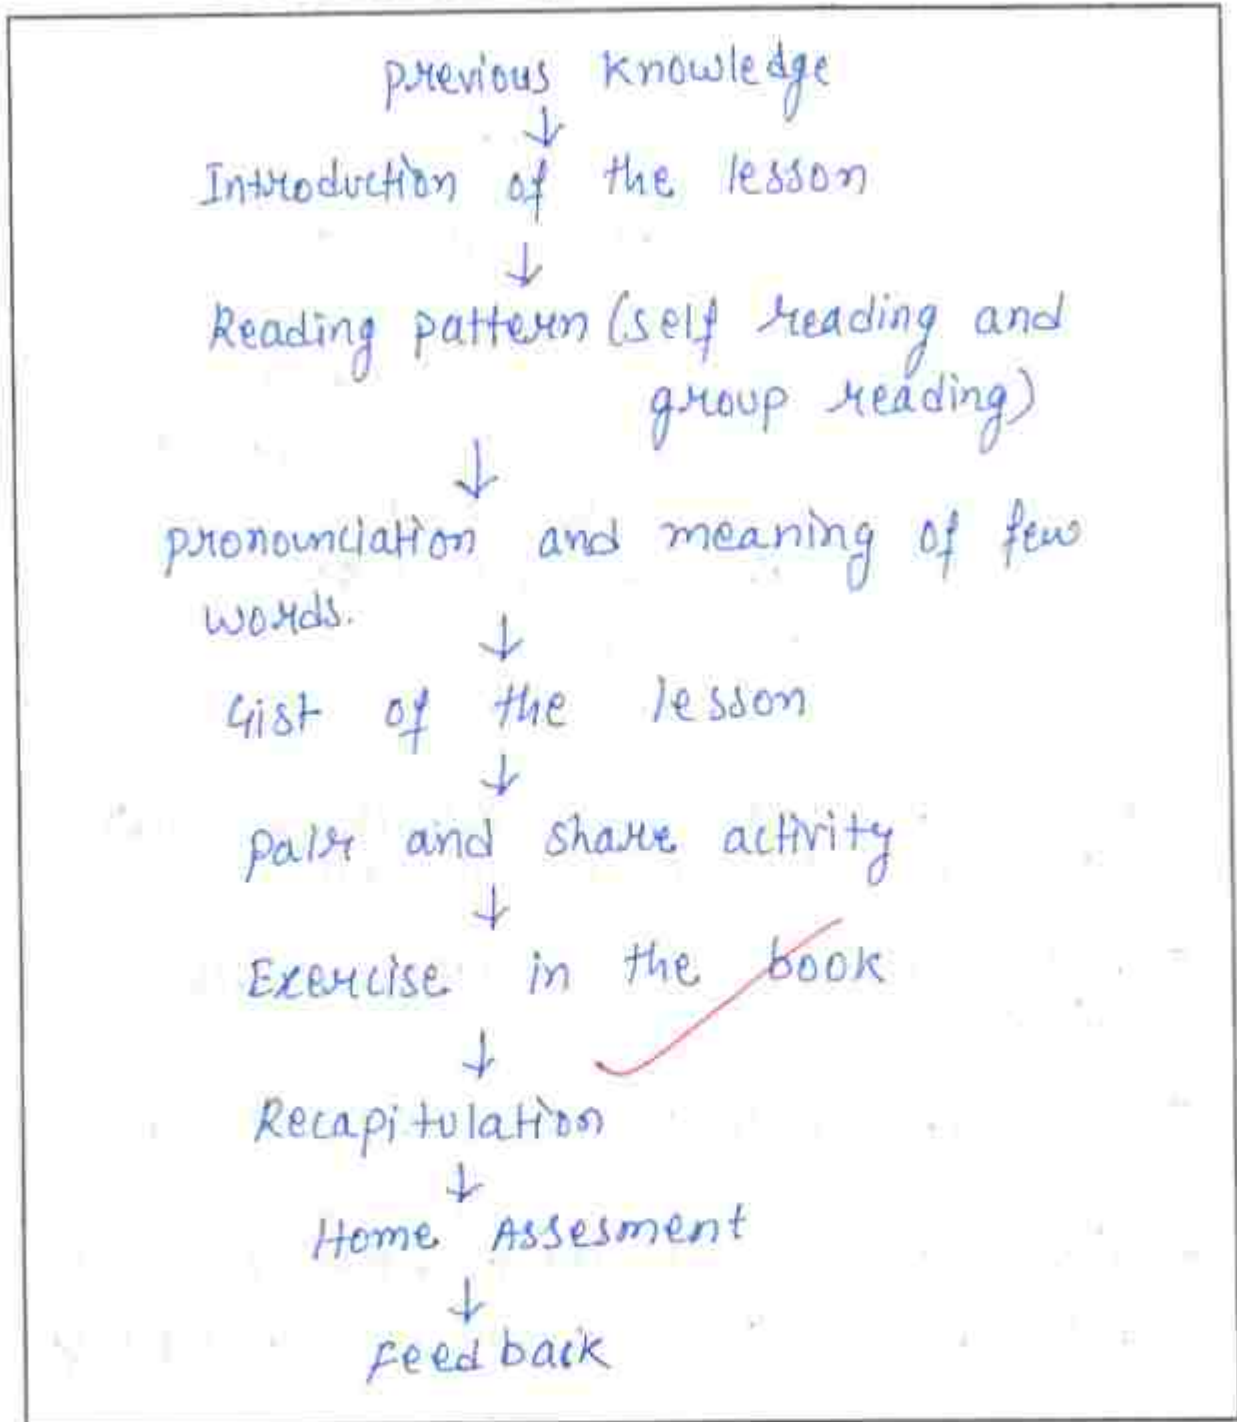 previous knowledge
↓
Introduction of the lesson
↓
Reading pattern (self reading and
group reading)
↓
pronounciation and meaning of few
words.
↓
Gist of the lesson
↓
pair and share activity
↓
Exercise in the book
↓
Recapitulation
↓
Home Assesment
↓
Feed back